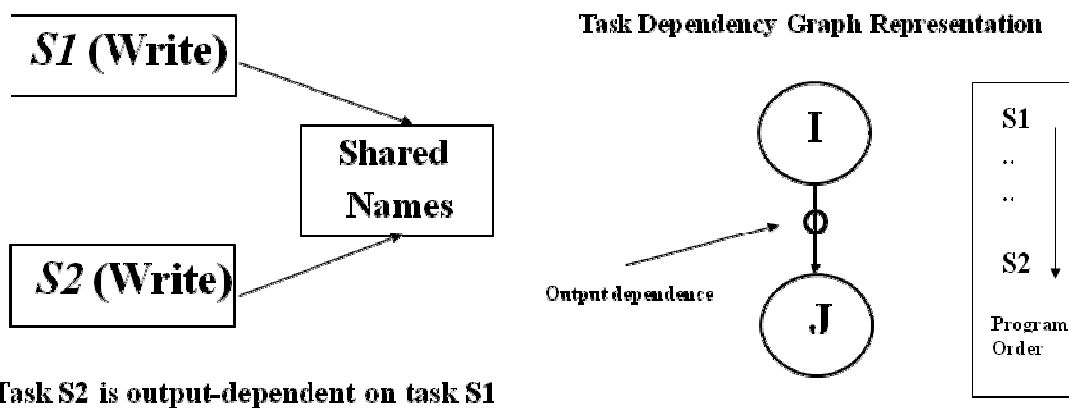 S1 (Write)
Shared
Names
S2 (Write)
Task S2 is output-dependent on task S1
Task Dependency Graph Representation
I
O
Output dependence
J
S1
..
..
S2
Program
Order